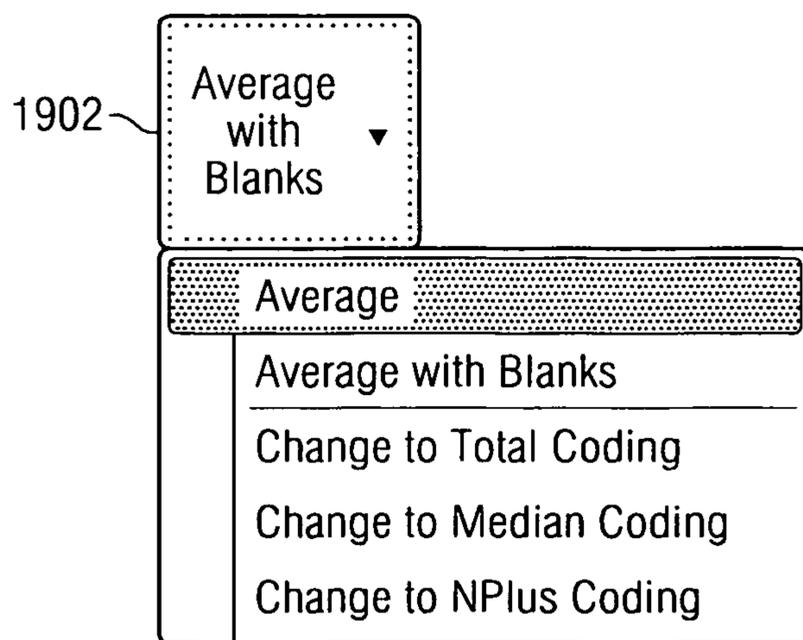 1902
Average
with
Blanks
Average
Average with Blanks
Change to Total Coding
Change to Median Coding
Change to NPlus Coding